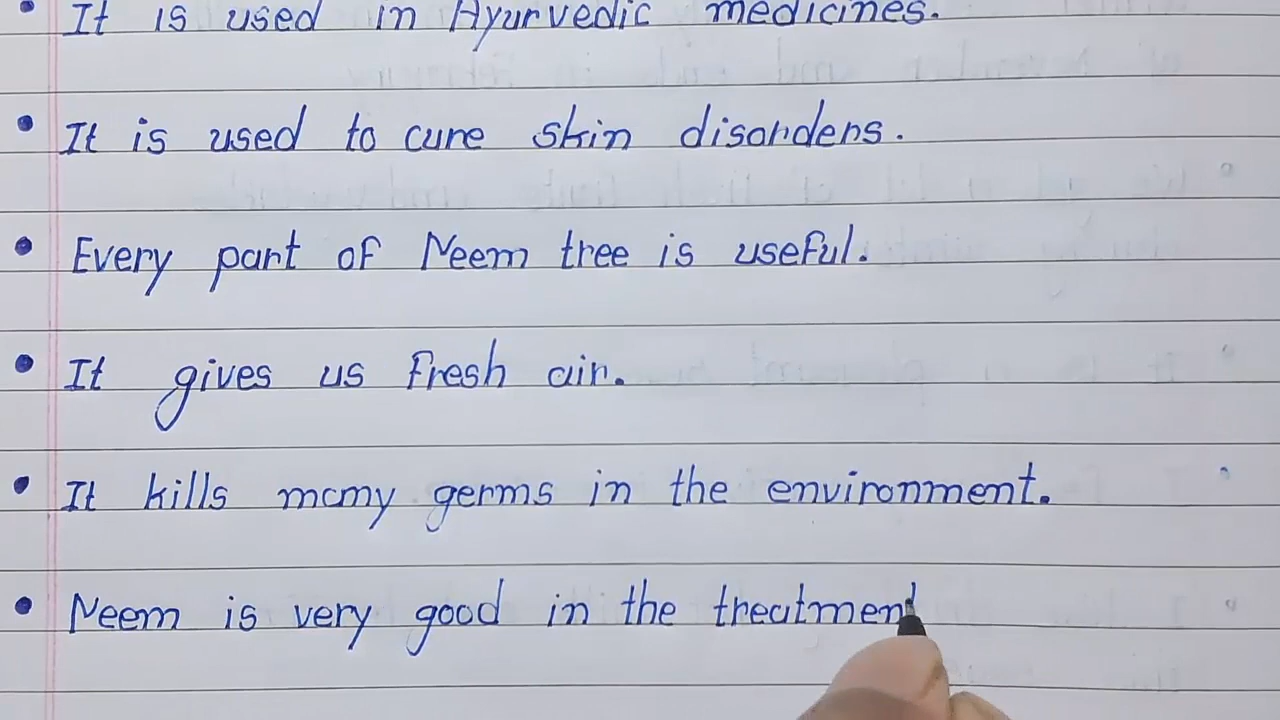 • It is used in Ayurvedic medicines.
• It is used to cure skin disorders.
• Every part of Neem tree is useful.
• It gives us fresh air.
• It kills many germs in the environment.
• Neem is very good in the treatment